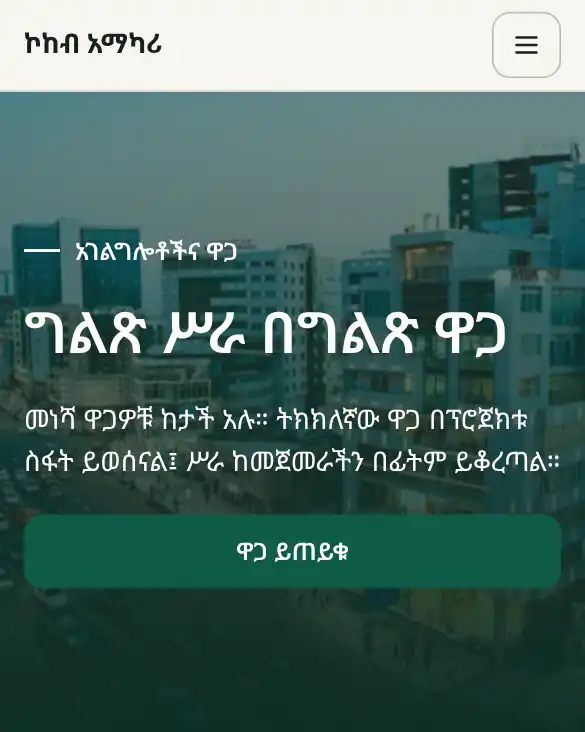 ኮከብ አማካሪ
አገልግሎቶችና ዋጋ
ግልጽ ሥራ በግልጽ ዋጋ
መነሻ ዋጋዎቹ ከታች አሉ። ትክክለኛው ዋጋ በፕሮጀክቱ
ስፋት ይወሰናል፤ ሥራ ከመጀመራችን በፊትም ይቆረጣል።
ዋጋ ይጠይቁ